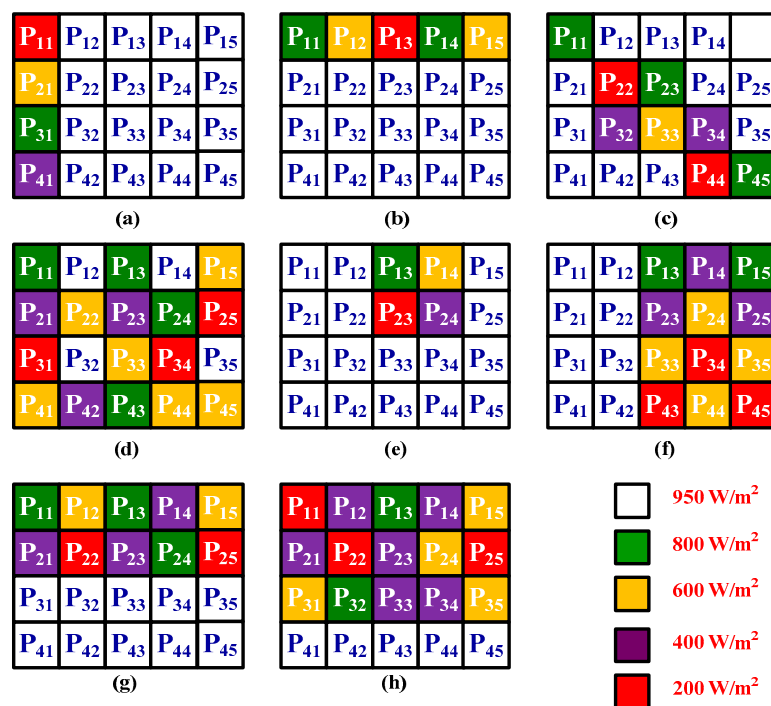 P11 P12 P13 P14 P15
P21 P22 P23 P24 P25
P31 P32 P33 P34 P35
P41 P42 P43 P44 P45
(a)
P11 P12 P13 P14 P15
P21 P22 P23 P24 P25
P31 P32 P33 P34 P35
P41 P42 P43 P44 P45
(b)
P11 P12 P13 P14
P21 P22 P23 P24 P25
P31 P32 P33 P34 P35
P41 P42 P43 P44 P45
(c)
P11 P12 P13 P14 P15
P21 P22 P23 P24 P25
P31 P32 P33 P34 P35
P41 P42 P43 P44 P45
(d)
P11 P12 P13 P14 P15
P21 P22 P23 P24 P25
P31 P32 P33 P34 P35
P41 P42 P43 P44 P45
(e)
P11 P12 P13 P14 P15
P21 P22 P23 P24 P25
P31 P32 P33 P34 P35
P41 P42 P43 P44 P45
(f)
P11 P12 P13 P14 P15
P21 P22 P23 P24 P25
P31 P32 P33 P34 P35
P41 P42 P43 P44 P45
(g)
P11 P12 P13 P14 P15
P21 P22 P23 P24 P25
P31 P32 P33 P34 P35
P41 P42 P43 P44 P45
(h)
950 W/m²
800 W/m²
600 W/m²
400 W/m²
200 W/m²